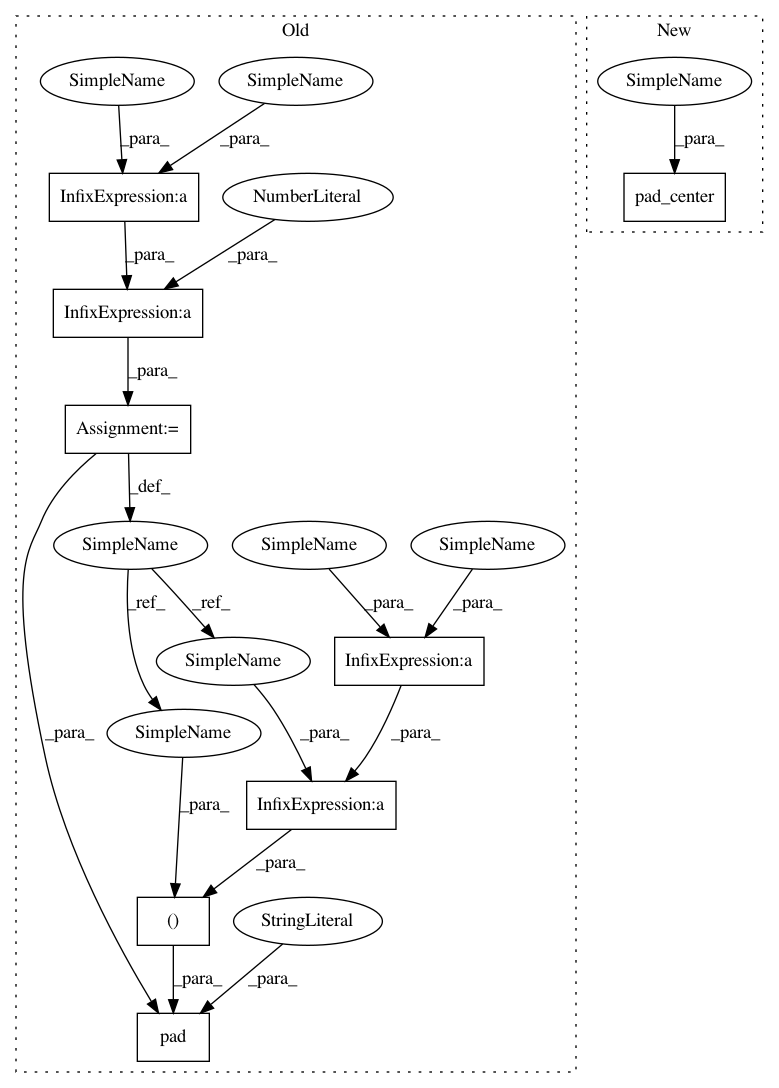 Old
New
SimpleName
SimpleName
SimpleName
_para_
_para_
_para_
InfixExpression:a
NumberLiteral
pad_center
_para_
_para_
InfixExpression:a
_para_
Assignment:=
_def_
SimpleName
SimpleName
SimpleName
_ref_
_ref_
_para_
_para_
SimpleName
InfixExpression:a
SimpleName
_para_
_para_
_para_
_para_
InfixExpression:a
_para_
()
StringLiteral
_para_
_para_
pad